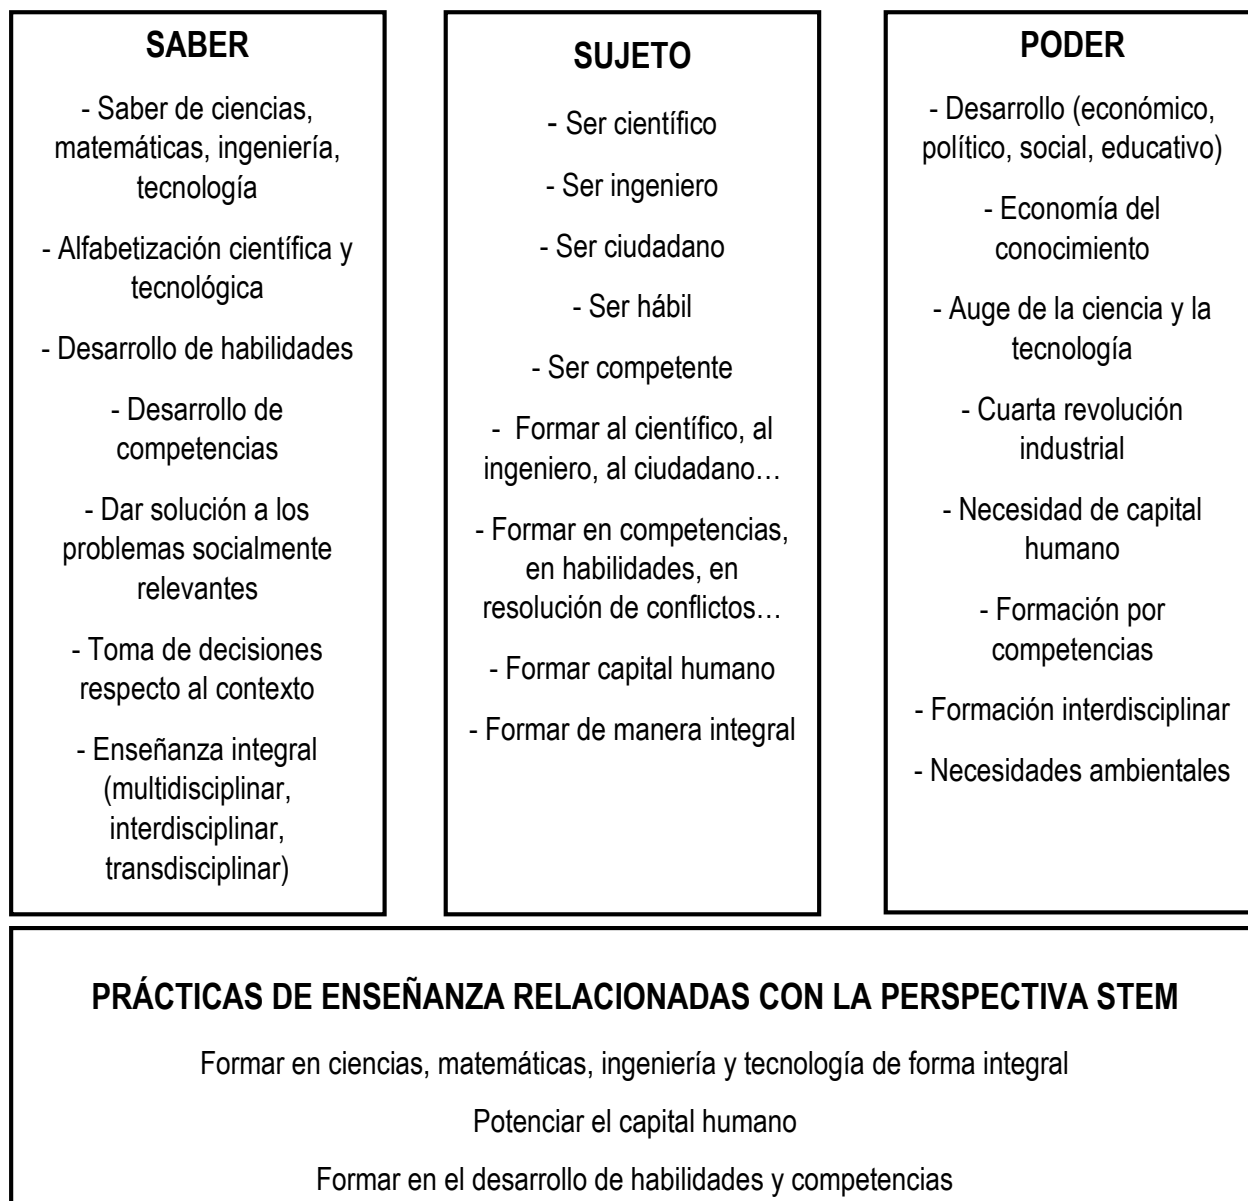 SABER
- Saber de ciencias,
matemáticas, ingeniería,
tecnología
- Alfabetización científica y
tecnológica
- Desarrollo de habilidades
- Desarrollo de
competencias
- Dar solución a los
problemas socialmente
relevantes
- Toma de decisiones
respecto al contexto
- Enseñanza integral
(multidisciplinar,
interdisciplinar,
transdisciplinar)
SUJETO
- Ser científico
- Ser ingeniero
- Ser ciudadano
- Ser hábil
- Ser competente
- Formar al científico, al
ingeniero, al ciudadano…
- Formar en competencias,
en habilidades, en
resolución de conflictos…
- Formar capital humano
- Formar de manera integral
PODER
- Desarrollo (económico,
político, social, educativo)
- Economía del
conocimiento
- Auge de la ciencia y la
tecnología
- Cuarta revolución
industrial
- Necesidad de capital
humano
- Formación por
competencias
- Formación interdisciplinar
- Necesidades ambientales
PRÁCTICAS DE ENSEÑANZA RELACIONADAS CON LA PERSPECTIVA STEM
Formar en ciencias, matemáticas, ingeniería y tecnología de forma integral
Potenciar el capital humano
Formar en el desarrollo de habilidades y competencias